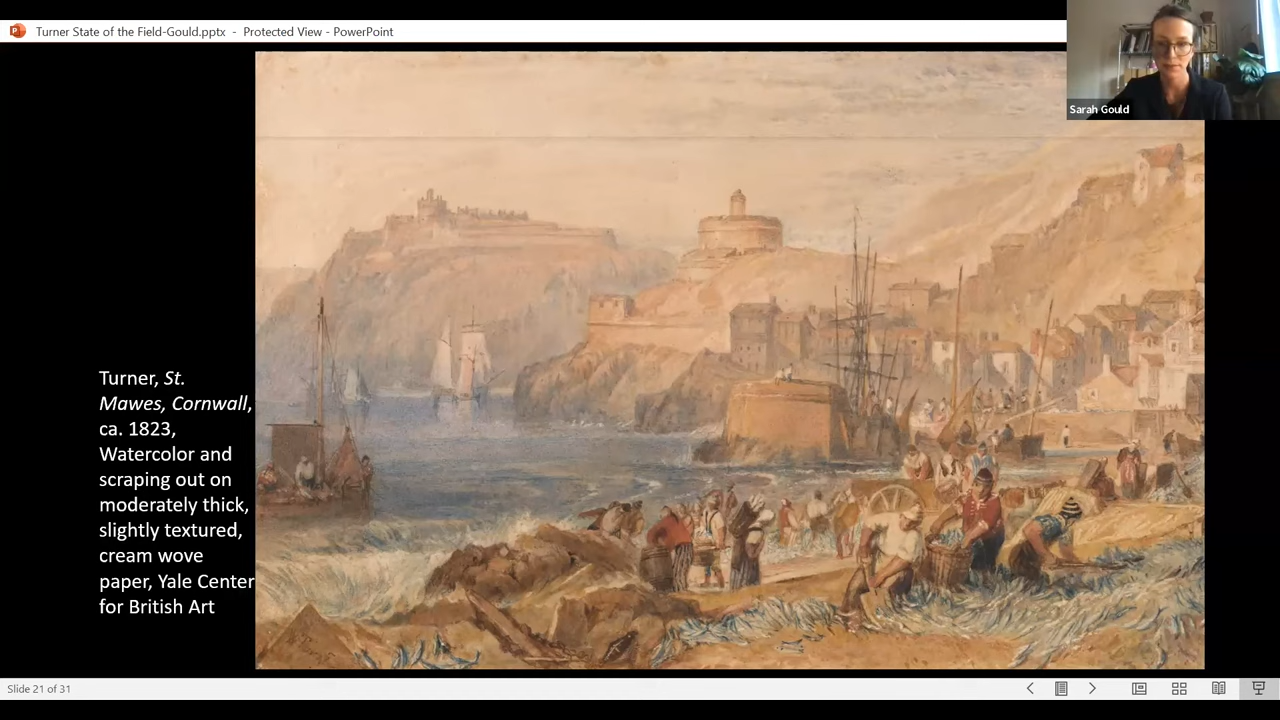 Turner State of the Field-Gould.pptx - Protected View - PowerPoint
Sarah Gould
Turner, St.
Mawes, Cornwall,
ca. 1823,
Watercolor and
scraping out on
moderately thick,
slightly textured,
cream wove
paper, Yale Center
for British Art
Slide 21 of 31